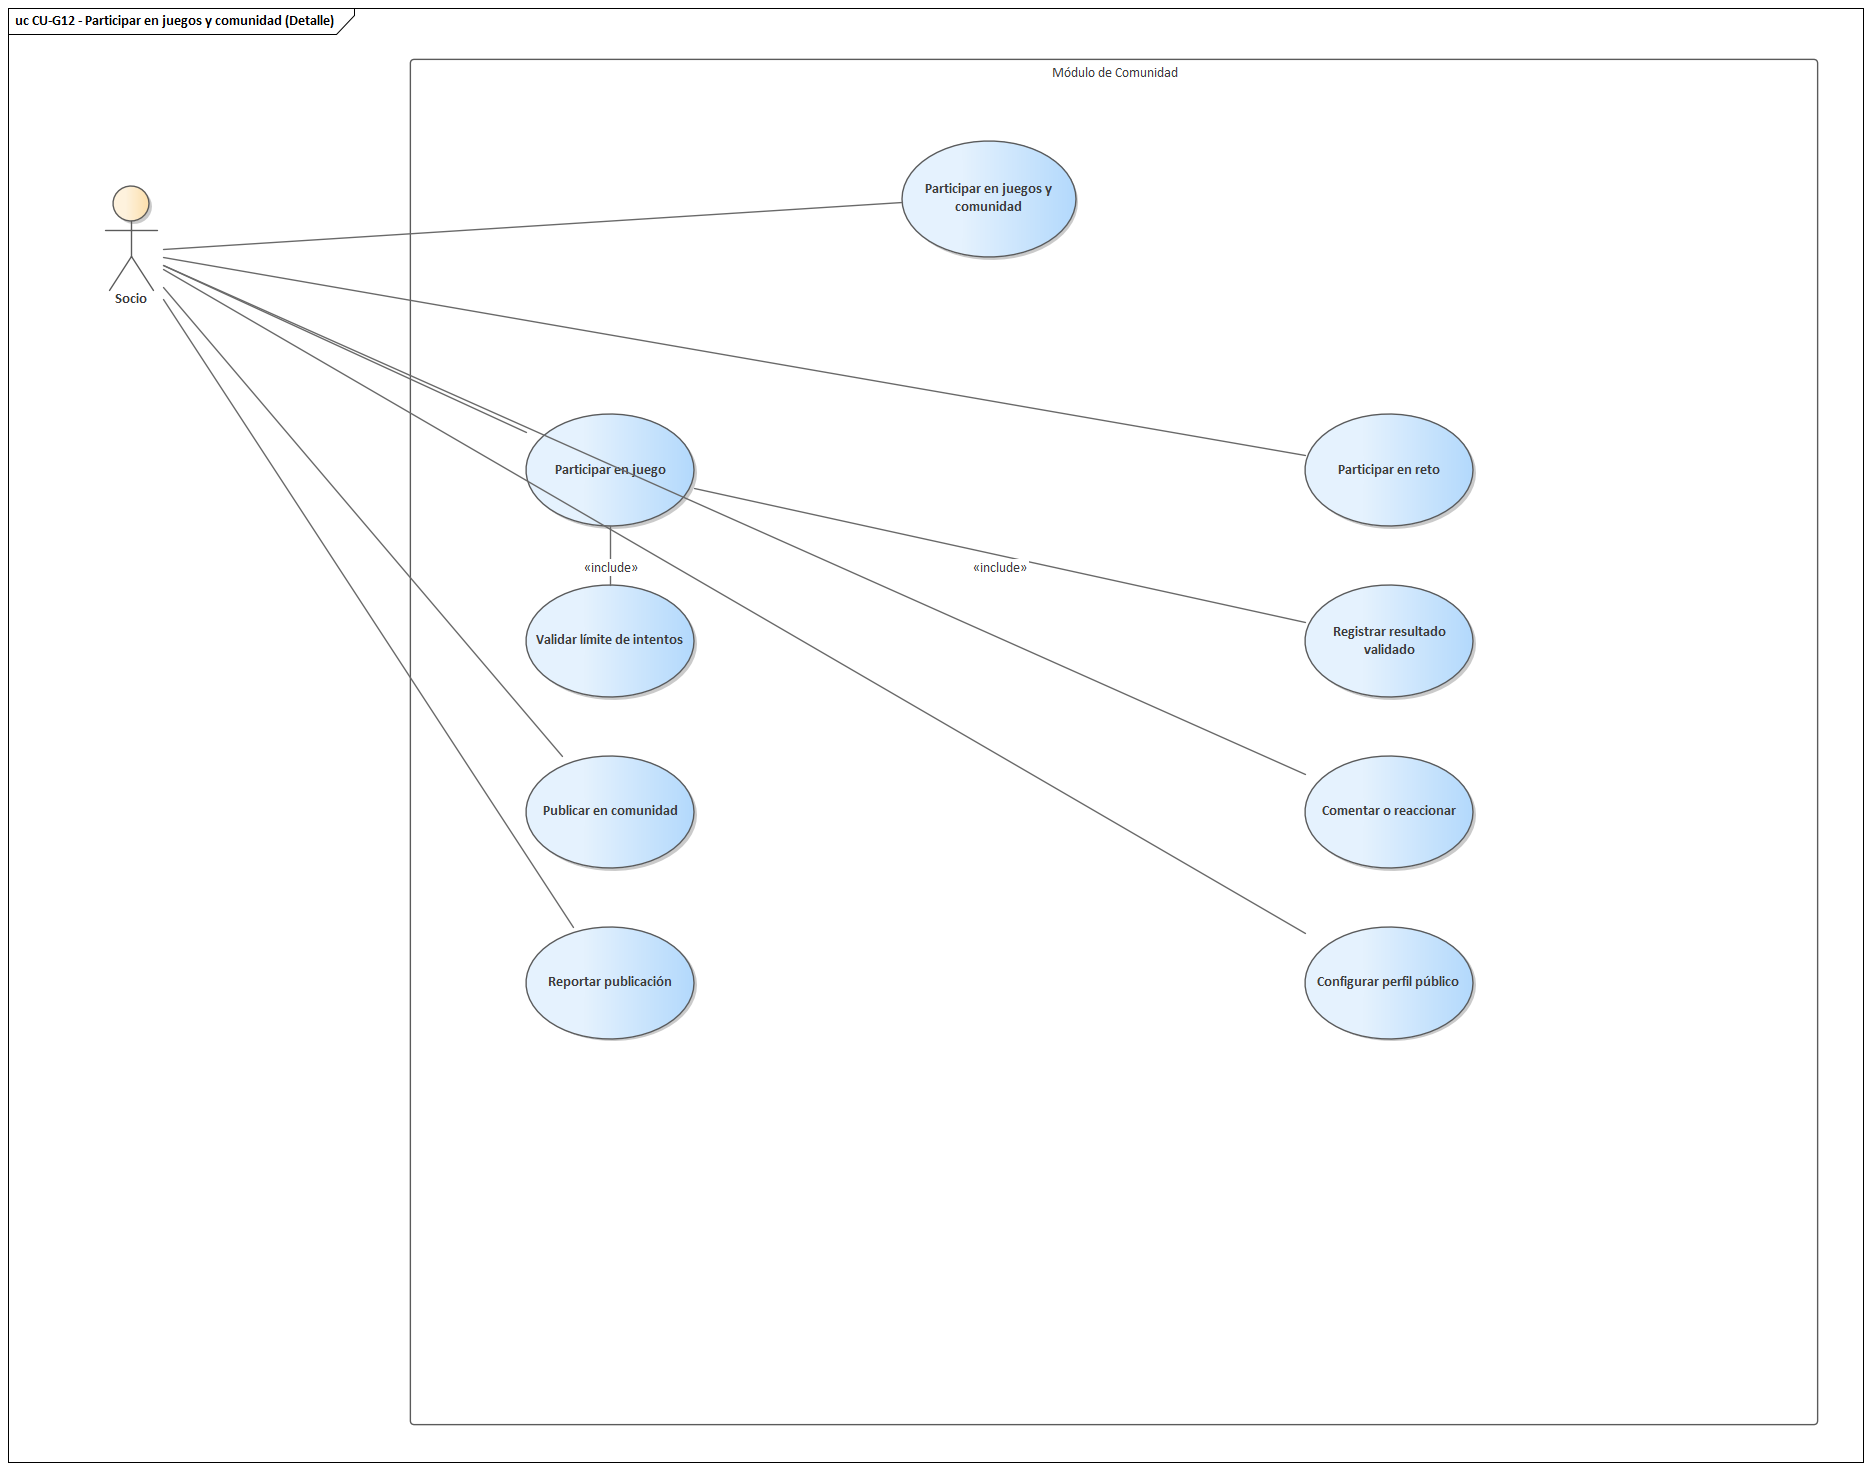 uc CU-G12 - Participar en juegos y comunidad (Detalle)
Módulo de Comunidad
Participar en juegos y
comunidad
Socio
Participar en juego
Participar en reto
«include»
«include»
Validar límite de intentos
Registrar resultado
validado
Publicar en comunidad
Comentar o reaccionar
Reportar publicación
Configurar perfil público